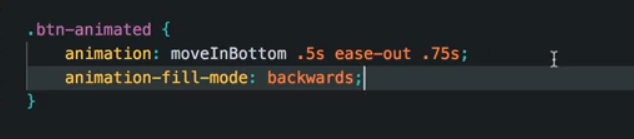 .btn-animated {
    animation: moveInBottom .5s ease-out .75s;
    animation-fill-mode: backwards;
}